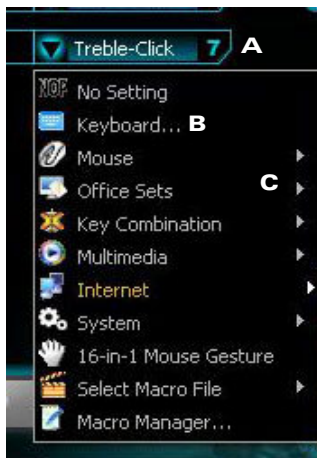 Treble-Click 7 A
NOP No Setting
Keyboard... B
Mouse
Office Sets C
Key Combination
Multimedia
Internet
System
16-in-1 Mouse Gesture
Select Macro File
Macro Manager...